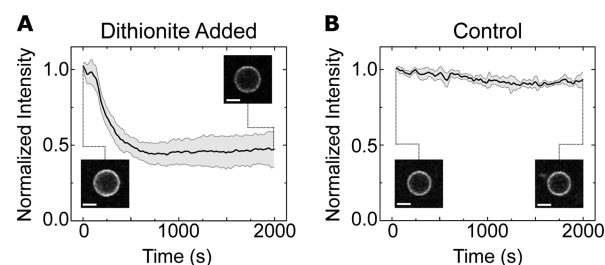 A Dithionite Added
Normalized Intensity
1.0
0.5
0.0
0 1000 2000
Time (s)
B Control
Normalized Intensity
1.0
0.5
0.0
0 1000 2000
Time (s)